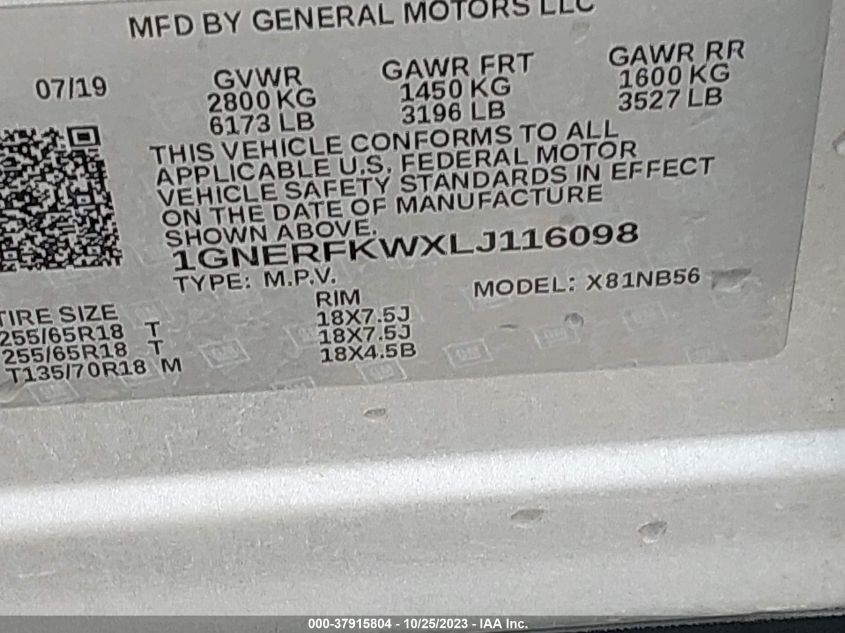 MFD BY GENERAL MOTORS LLC
07/19
GVWR
2800 KG
6173 LB
GAWR FRT
1450 KG
3196 LB
GAWR RR
1600 KG
3527 LB
THIS VEHICLE CONFORMS TO ALL
APPLICABLE U.S. FEDERAL MOTOR
VEHICLE SAFETY STANDARDS IN EFFECT
ON THE DATE OF MANUFACTURE
SHOWN ABOVE.
1GNERFKWXLJ116098
TYPE: M.P.V.
MODEL: X81NB56
TIRE SIZE RIM
255/65R18 T 18X7.5J
255/65R18 T 18X7.5J
T135/70R18 M 18X4.5B
000-37915804 - 10/25/2023 - IAA Inc.